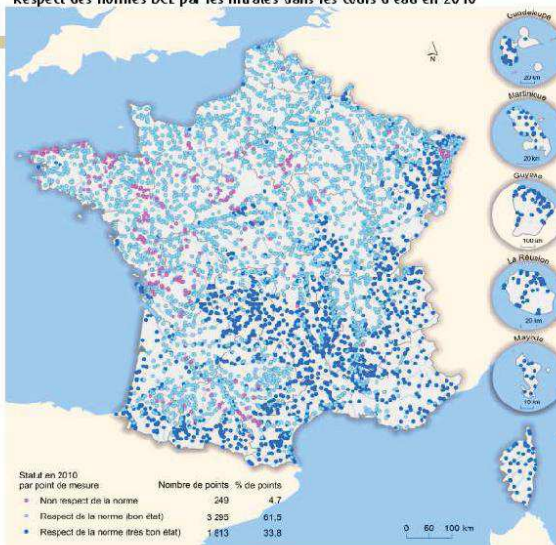 Respect des normes DCE par les nitrates dans les cours d'eau en 2010
N
Guadeloupe
20 km
Martinique
20 km
Guyane
100 km
La Réunion
20 km
Mayotte
10 km
Statut en 2010
par point de mesure
Nombre de points % de points
Non respect de la norme 249 4,7
Respect de la norme (bon état) 3 295 61,5
Respect de la norme (très bon état) 1 813 33,8
0 50 100 km